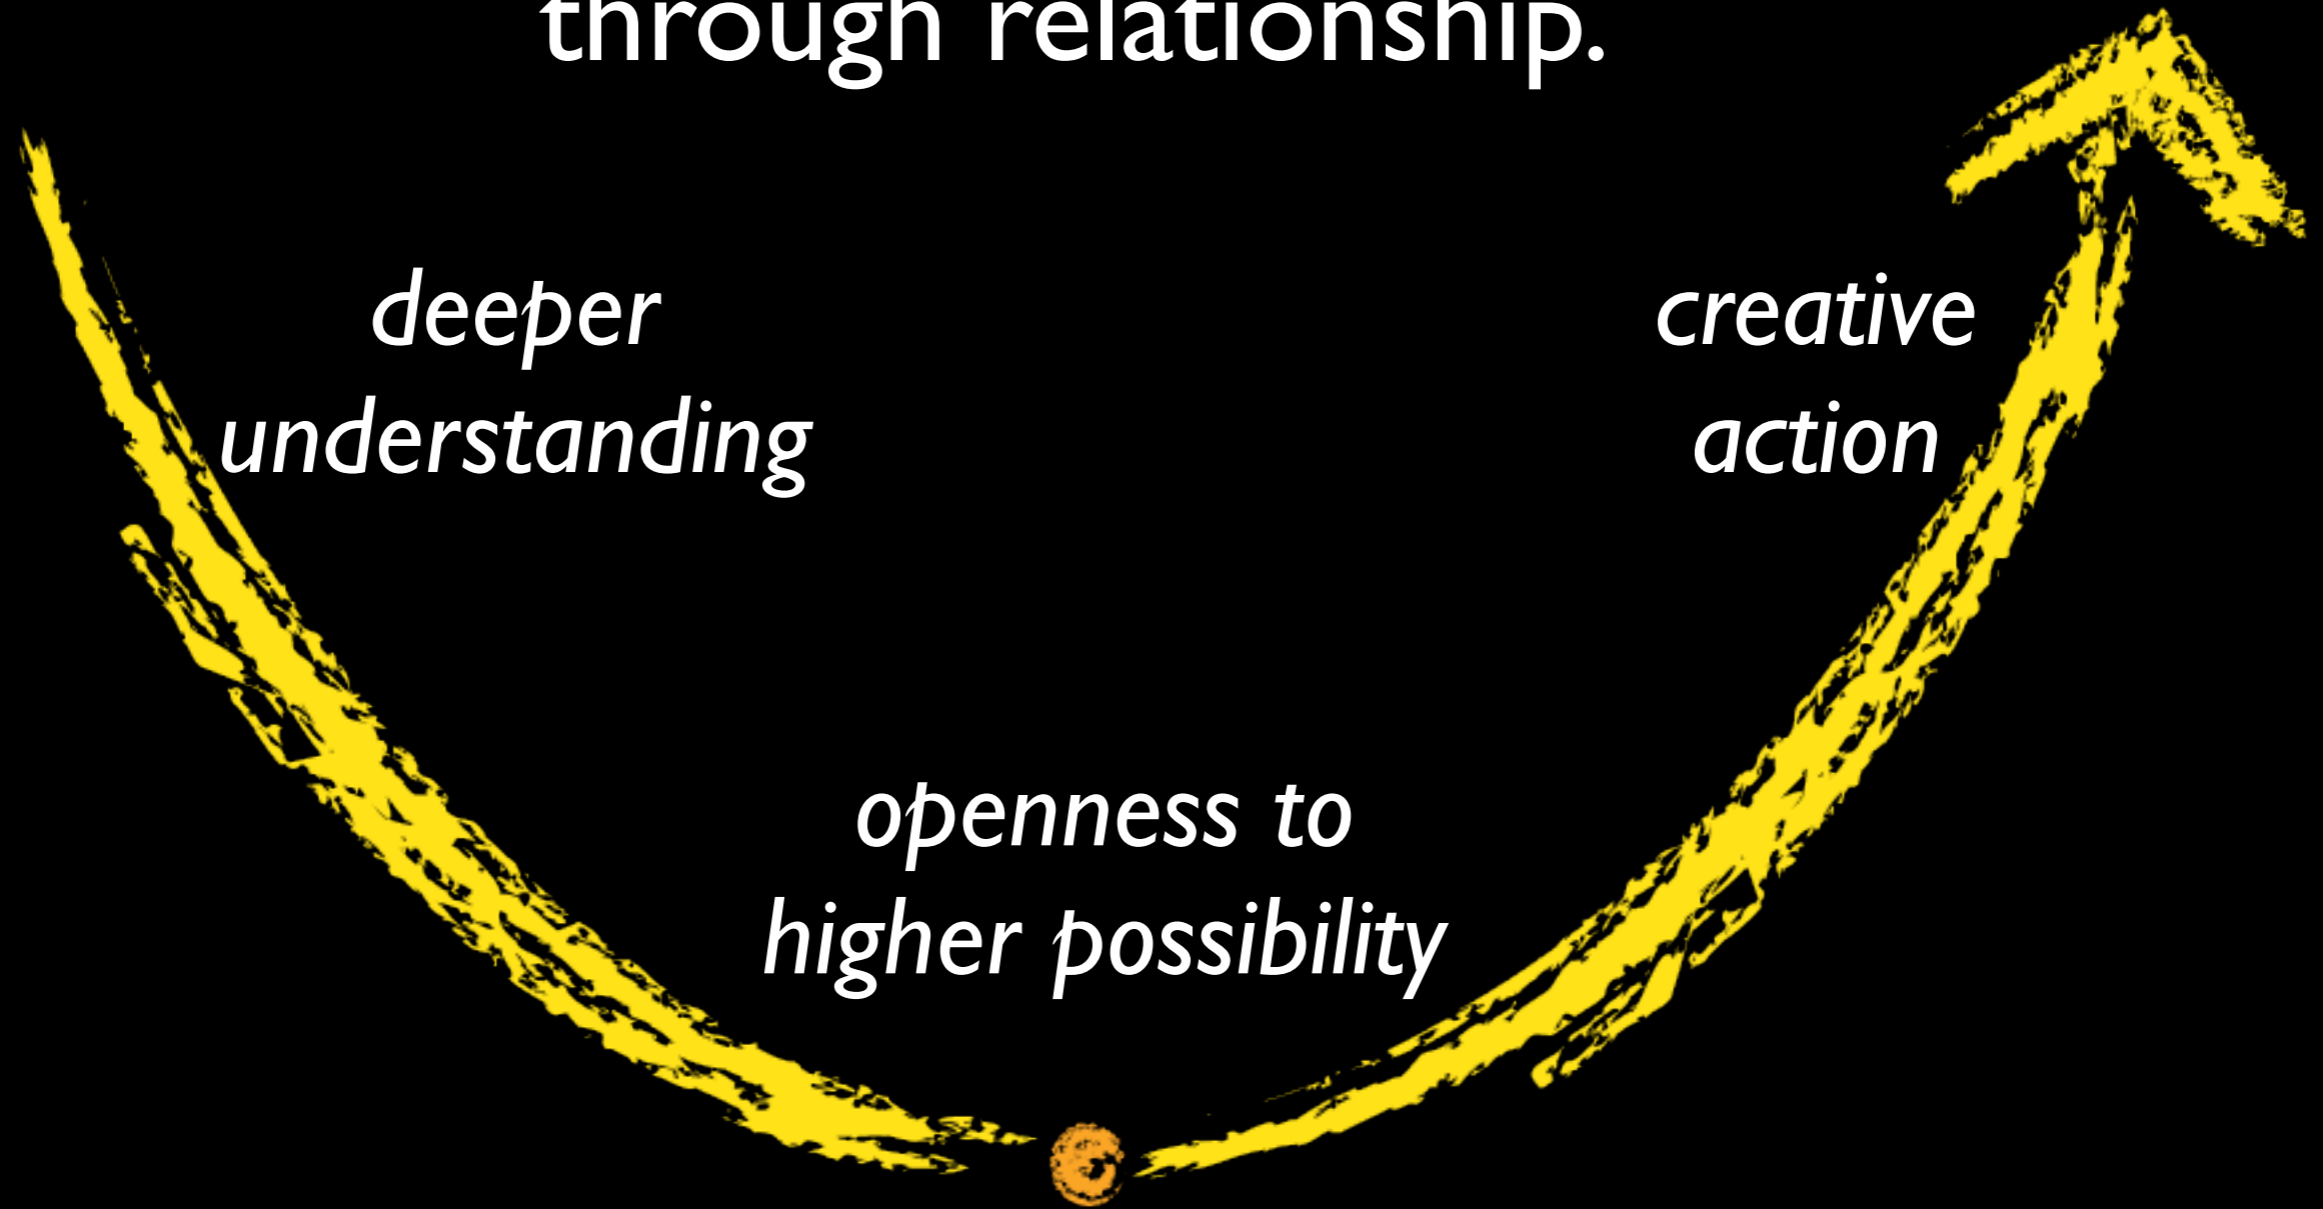 through relationship.
deeper
understanding
creative
action
openness to
higher possibility